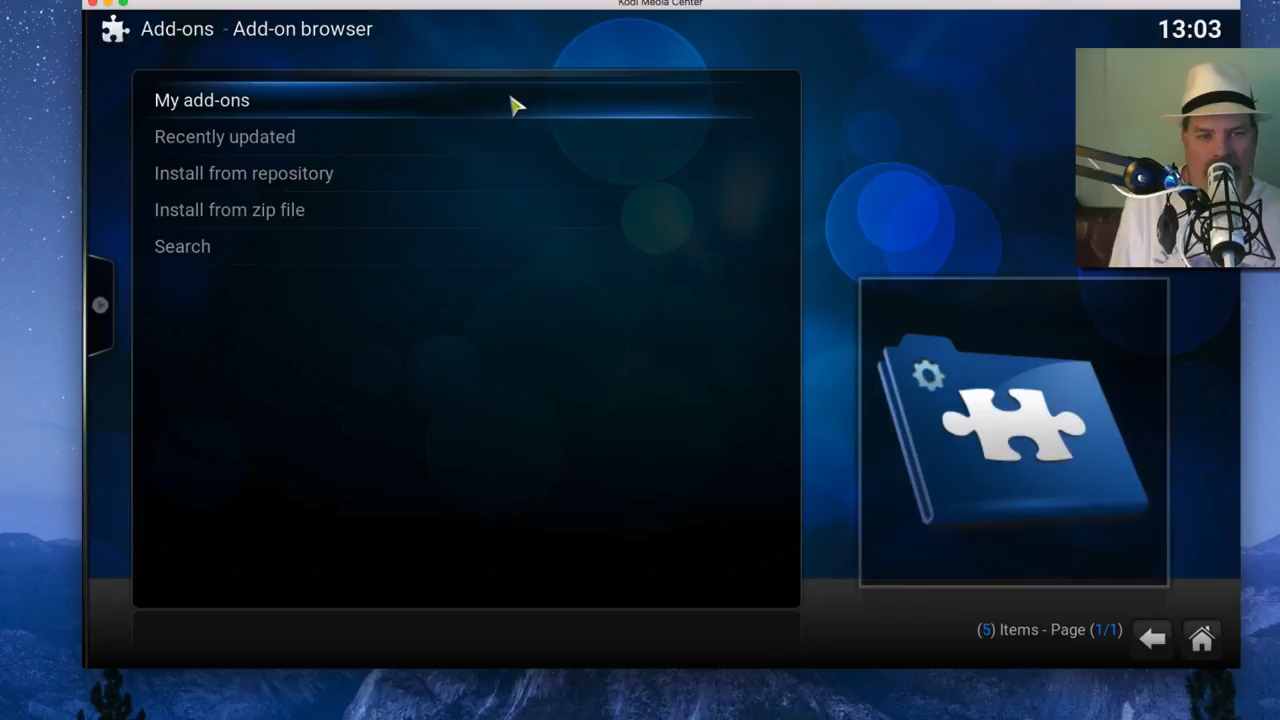 Kodi Media Center
Add-ons - Add-on browser
13:03
My add-ons
Recently updated
Install from repository
Install from zip file
Search
(5) Items - Page (1/1)